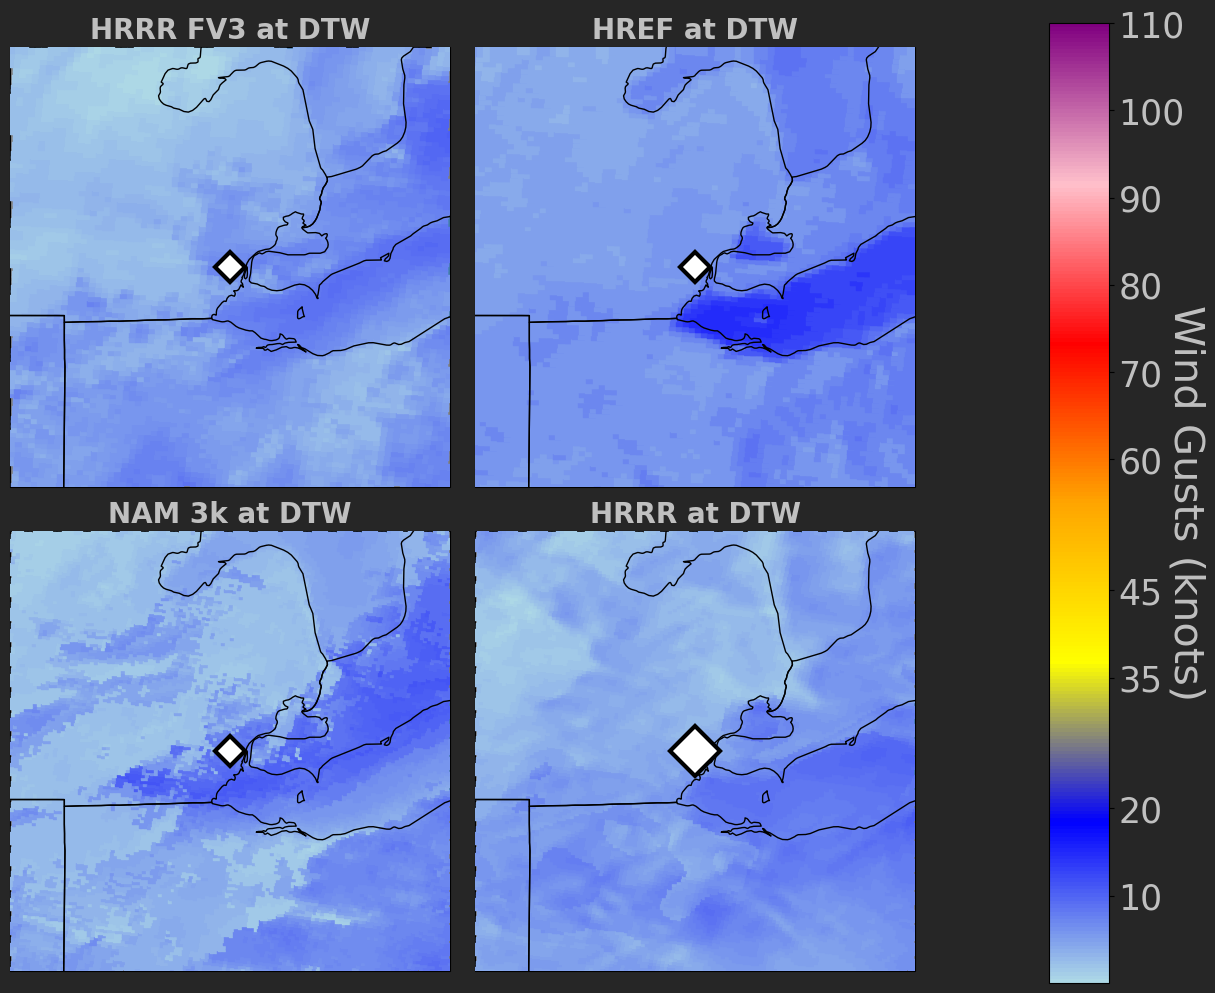 HRRR FV3 at DTW
HREF at DTW
NAM 3k at DTW
HRRR at DTW
110
100
90
80
70
60
45
35
20
10
Wind Gusts (knots)